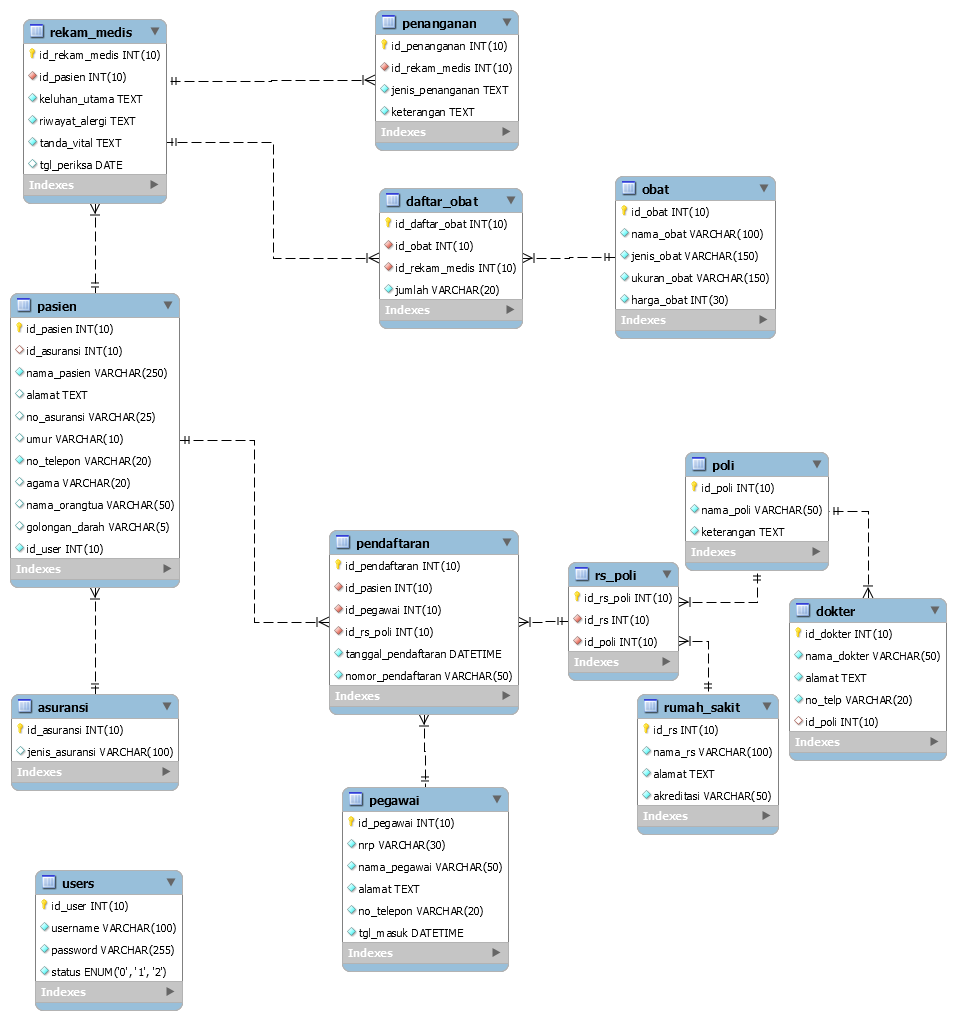 rekam_medis
id_rekam_medis INT(10)
id_pasien INT(10)
keluhan_utama TEXT
riwayat_alergi TEXT
tanda_vital TEXT
tgl_periksa DATE
Indexes
penanganan
id_penanganan INT(10)
id_rekam_medis INT(10)
jenis_penanganan TEXT
keterangan TEXT
Indexes
daftar_obat
id_daftar_obat INT(10)
id_obat INT(10)
id_rekam_medis INT(10)
jumlah VARCHAR(20)
Indexes
obat
id_obat INT(10)
nama_obat VARCHAR(100)
jenis_obat VARCHAR(150)
ukuran_obat VARCHAR(150)
harga_obat INT(30)
Indexes
pasien
id_pasien INT(10)
id_asuransi INT(10)
nama_pasien VARCHAR(250)
alamat TEXT
no_asuransi VARCHAR(25)
umur VARCHAR(10)
no_telepon VARCHAR(20)
agama VARCHAR(20)
nama_orangtua VARCHAR(50)
golongan_darah VARCHAR(5)
id_user INT(10)
Indexes
poli
id_poli INT(10)
nama_poli VARCHAR(50)
keterangan TEXT
Indexes
pendaftaran
id_pendaftaran INT(10)
id_pasien INT(10)
id_pegawai INT(10)
id_rs_poli INT(10)
tanggal_pendaftaran DATETIME
nomor_pendaftaran VARCHAR(50)
Indexes
rs_poli
id_rs_poli INT(10)
id_rs INT(10)
id_poli INT(10)
Indexes
dokter
id_dokter INT(10)
nama_dokter VARCHAR(50)
alamat TEXT
no_telp VARCHAR(20)
id_poli INT(10)
Indexes
asuransi
id_asuransi INT(10)
jenis_asuransi VARCHAR(100)
Indexes
rumah_sakit
id_rs INT(10)
nama_rs VARCHAR(100)
alamat TEXT
akreditasi VARCHAR(50)
Indexes
pegawai
id_pegawai INT(10)
nrp VARCHAR(30)
nama_pegawai VARCHAR(50)
alamat TEXT
no_telepon VARCHAR(20)
tgl_masuk DATETIME
Indexes
users
id_user INT(10)
username VARCHAR(100)
password VARCHAR(255)
status ENUM('0', '1', '2')
Indexes